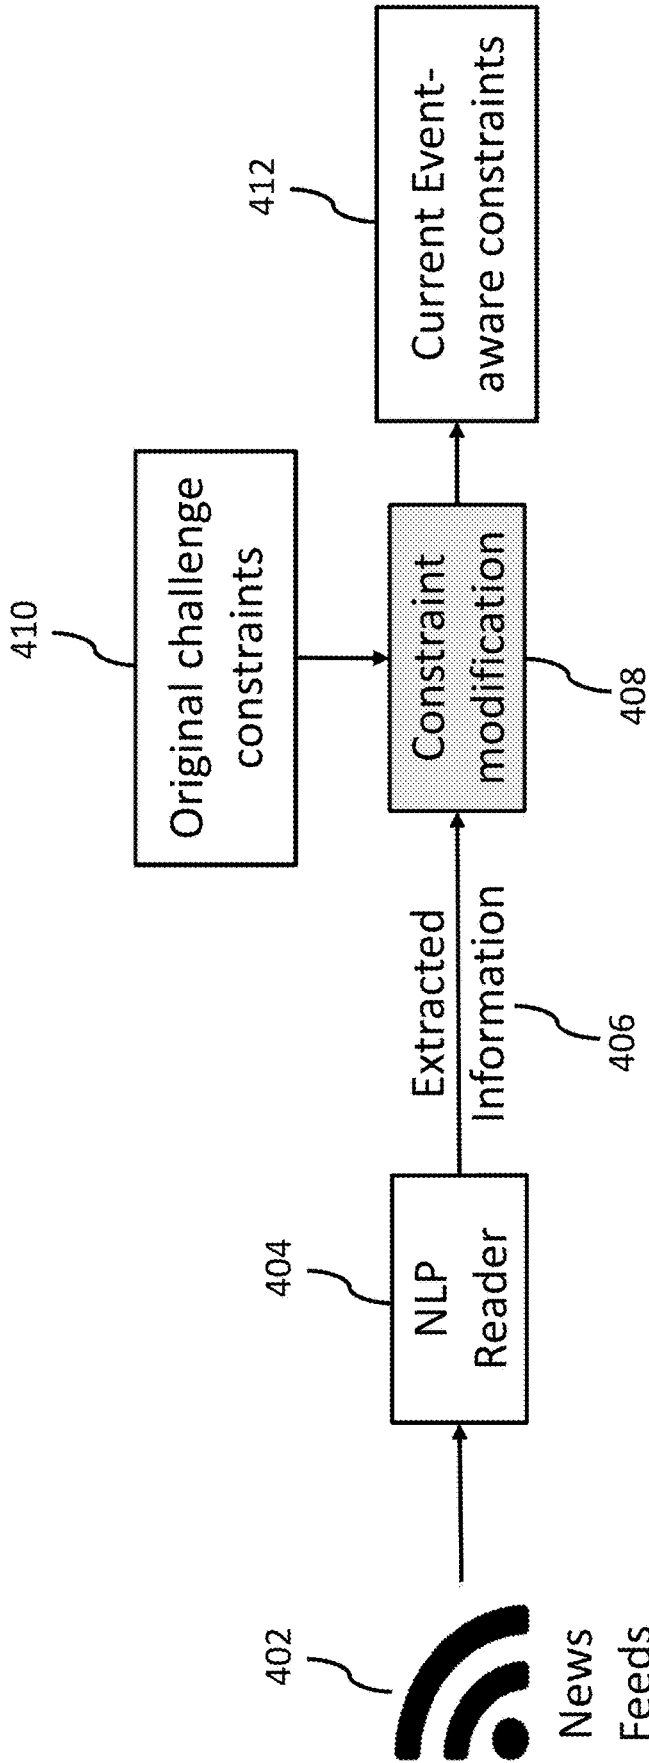 402
News
Feeds
404
NLP
Reader
Extracted
Information
406
410
Original challenge
constraints
Constraint
modification
408
412
Current Event-
aware constraints